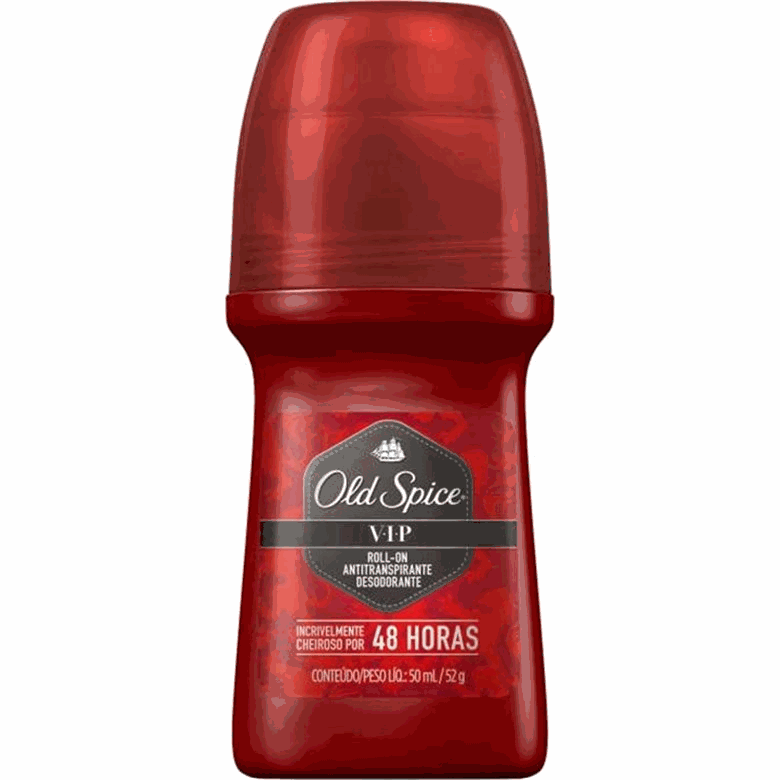 Old Spice®
V·I·P
ROLL-ON
ANTITRANSPIRANTE
DESODORANTE
INCRIVELMENTE
CHEIROSO POR 48 HORAS
CONTEÚDO/PESO LÍQ.: 50 mL / 52 g